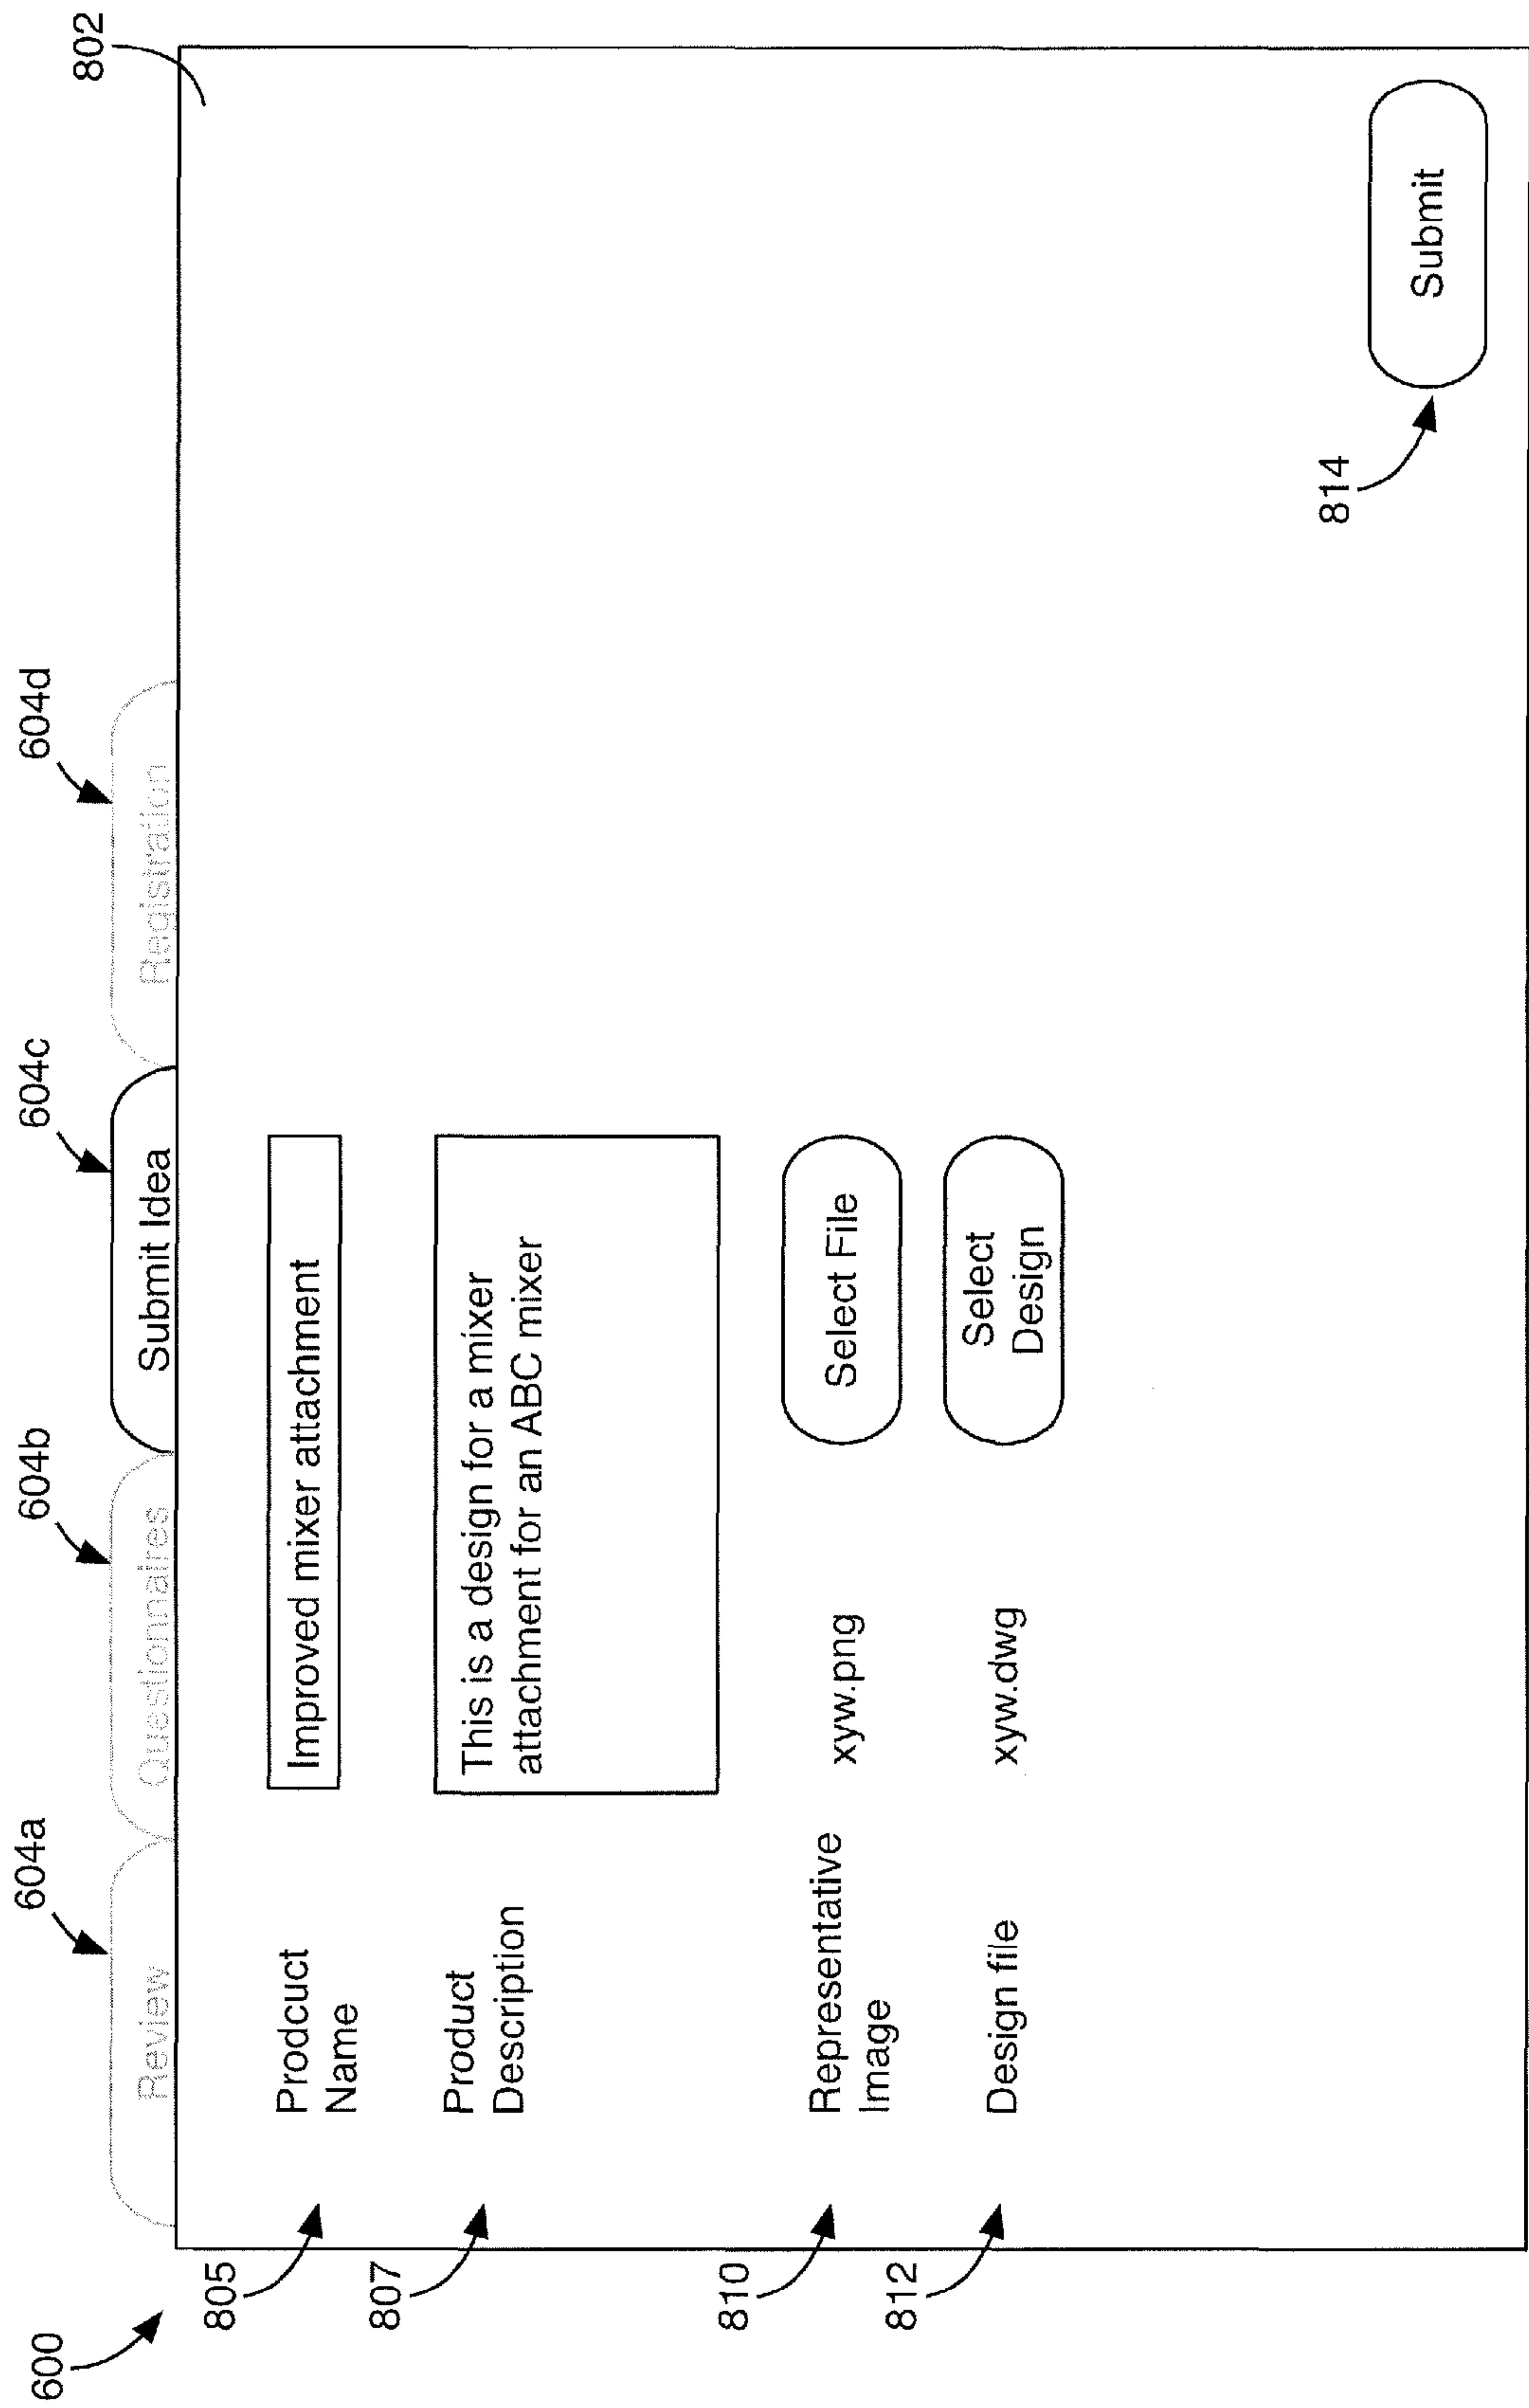 600
604a
604b
604c
604d
802
Review
Questionnaires
Submit Idea
Registration
805
Prodcuct
Name
Improved mixer attachment
807
Product
Description
This is a design for a mixer
attachment for an ABC mixer
810
Representative
Image
xyw.png
Select File
812
Design file
xyw.dwg
Select
Design
814
Submit